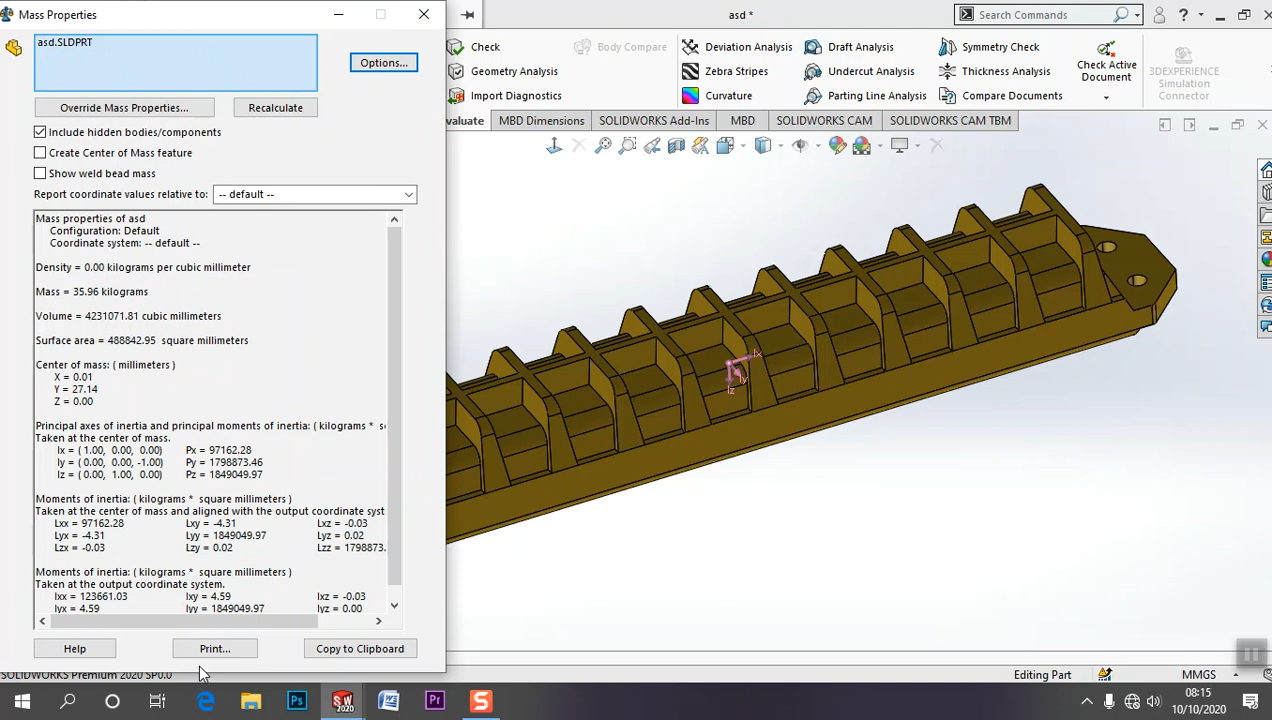 Mass Properties
asd.SLDPRT
Options...
Override Mass Properties...
Recalculate
Include hidden bodies/components
Create Center of Mass feature
Show weld bead mass
Report coordinate values relative to:
-- default --
Mass properties of asd
Configuration: Default
Coordinate system: -- default --
Density = 0.00 kilograms per cubic millimeter
Mass = 35.96 kilograms
Volume = 4231071.81 cubic millimeters
Surface area = 488842.95 square millimeters
Center of mass: ( millimeters )
X = 0.01
Y = 27.14
Z = 0.00
Principal axes of inertia and principal moments of inertia: ( kilograms *
Taken at the center of mass.
Ix = ( 1.00, 0.00, 0.00) Px = 97162.28
Iy = ( 0.00, 0.00, -1.00) Py = 1798873.46
Iz = ( 0.00, 1.00, 0.00) Pz = 1849049.97
Moments of inertia: ( kilograms * square millimeters )
Taken at the center of mass and aligned with the output coordinate syst
Lxx = 97162.28 Lxy = -4.31 Lxz = -0.03
Lyx = -4.31 Lyy = 1849049.97 Lyz = 0.02
Lzx = -0.03 Lzy = 0.02 Lzz = 1798873.
Moments of inertia: ( kilograms * square millimeters )
Taken at the output coordinate system.
Ixx = 123661.03 Ixy = 4.59 Ixz = -0.03
Iyx = 4.59 Iyy = 1849049.97 Iyz = 0.00
Help
Print...
Copy to Clipboard
asd *
Search Commands
?
Check
Body Compare
Deviation Analysis
Draft Analysis
Symmetry Check
Check Active
Document
3DEXPERIENCE
Simulation
Connector
Geometry Analysis
Zebra Stripes
Undercut Analysis
Thickness Analysis
Import Diagnostics
Curvature
Parting Line Analysis
Compare Documents
valuate
MBD Dimensions
SOLIDWORKS Add-Ins
MBD
SOLIDWORKS CAM
SOLIDWORKS CAM TBM
Ix
Iy
Iz
SOLIDWORKS Premium 2020 SP0.0
Editing Part
MMGS
Ps
SW
2020
W
Pr
S
08:15
10/10/2020